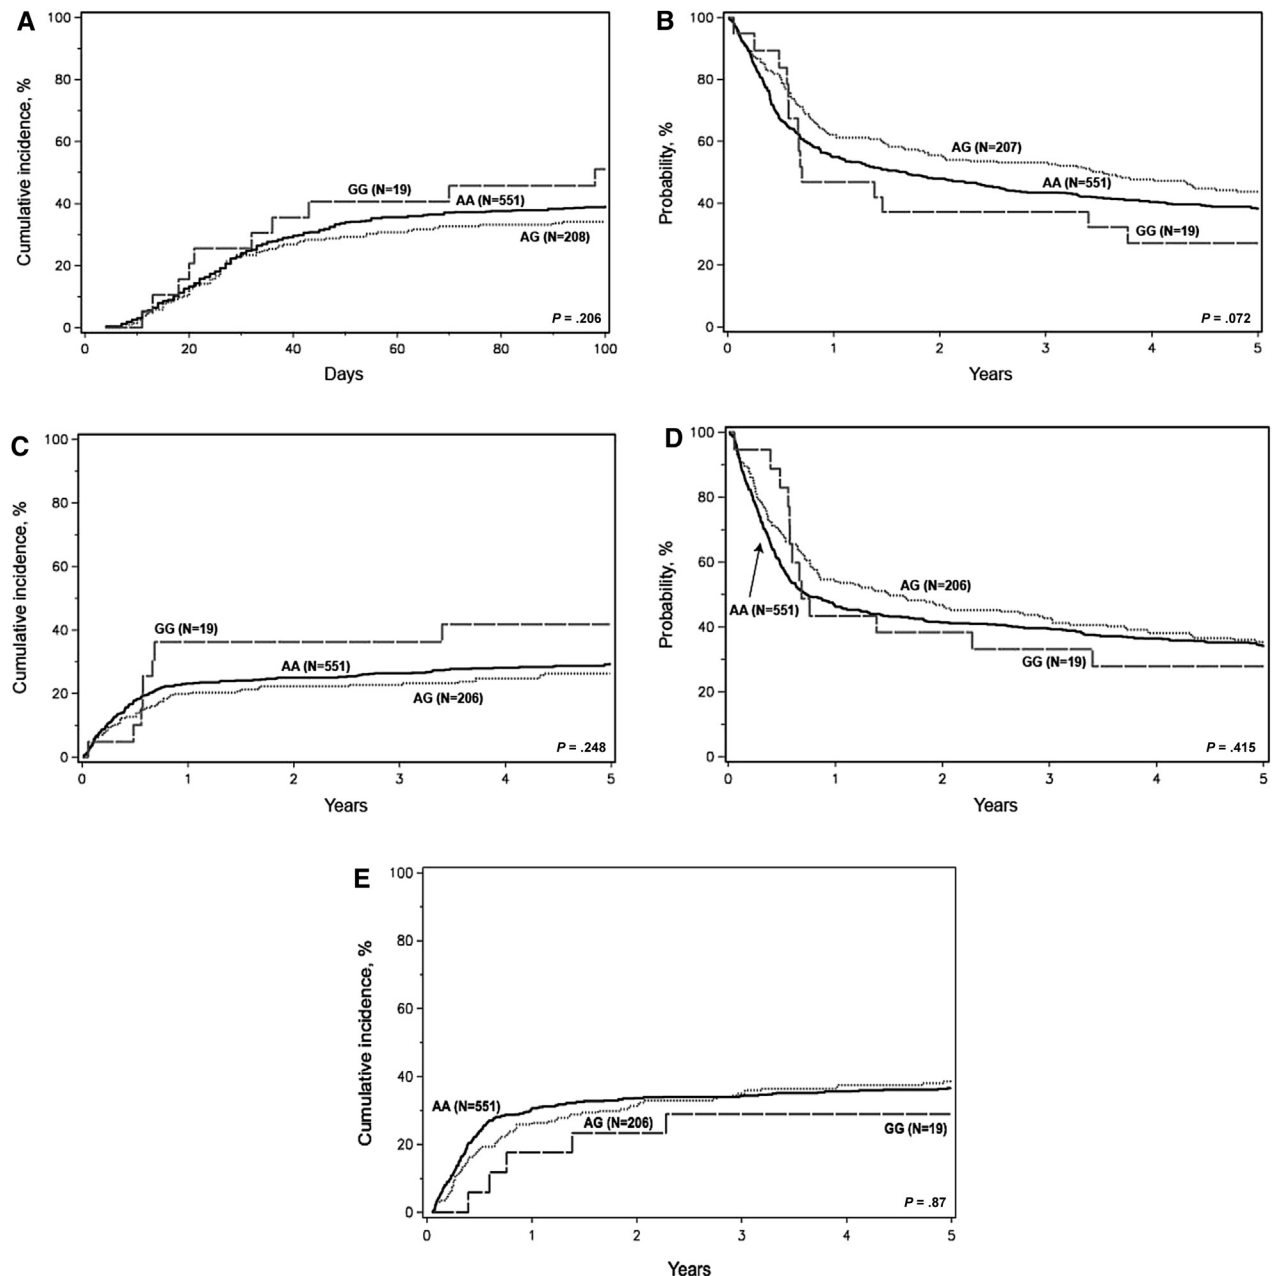 A
Cumulative incidence, %
100
80
60
40
20
0
GG (N=19)
AA (N=551)
AG (N=208)
P = .206
0 20 40 60 80 100
Days
B
Probability, %
100
80
60
40
20
0
AG (N=207)
AA (N=551)
GG (N=19)
P = .072
0 1 2 3 4 5
Years
C
Cumulative incidence, %
100
80
60
40
20
0
GG (N=19)
AA (N=551)
AG (N=206)
P = .248
0 1 2 3 4 5
Years
D
Probability, %
100
80
60
40
20
0
AG (N=206)
AA (N=551)
GG (N=19)
P = .415
0 1 2 3 4 5
Years
E
Cumulative incidence, %
100
80
60
40
20
0
AA (N=551)
AG (N=206)
GG (N=19)
P = .87
0 1 2 3 4 5
Years